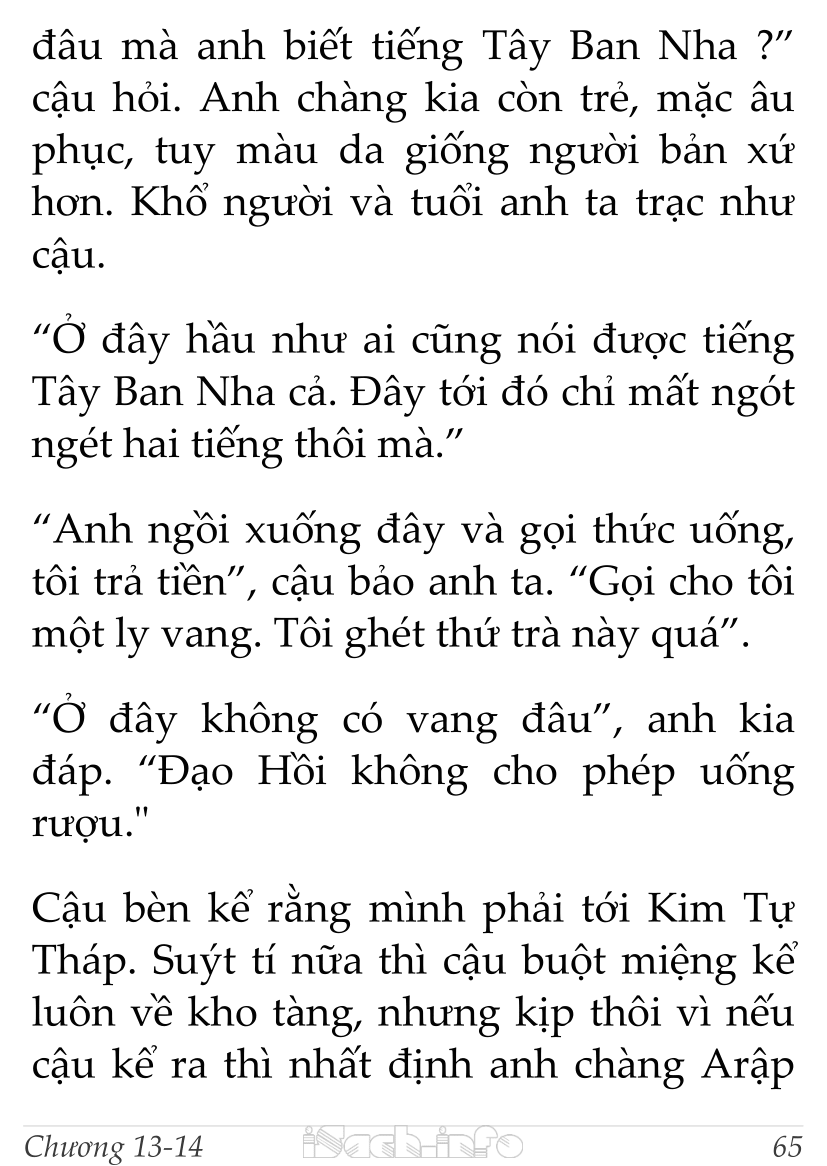 đâu mà anh biết tiếng Tây Ban Nha ?”
cậu hỏi. Anh chàng kia còn trẻ, mặc âu
phục, tuy màu da giống người bản xứ
hơn. Khổ người và tuổi anh ta trạc như
cậu.
“Ở đây hầu như ai cũng nói được tiếng
Tây Ban Nha cả. Đây tới đó chỉ mất ngót
ngét hai tiếng thôi mà.”
“Anh ngồi xuống đây và gọi thức uống,
tôi trả tiền”, cậu bảo anh ta. “Gọi cho tôi
một ly vang. Tôi ghét thứ trà này quá”.
“Ở đây không có vang đâu”, anh kia
đáp. “Đạo Hồi không cho phép uống
rượu."
Cậu bèn kể rằng mình phải tới Kim Tự
Tháp. Suýt tí nữa thì cậu buột miệng kể
luôn về kho tàng, nhưng kịp thôi vì nếu
cậu kể ra thì nhất định anh chàng Arập
Chương 13-14 iSach.info 65